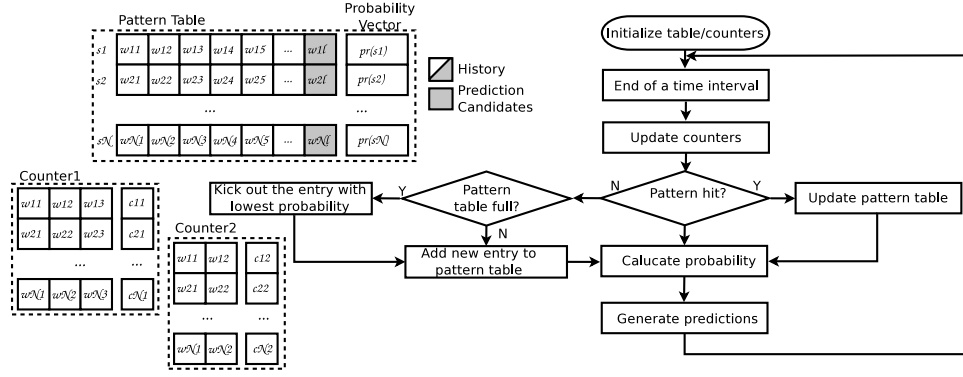 Pattern Table
Probability
Vector
s1 w11 w12 w13 w14 w15 ... w1l pr(s1)
s2 w21 w22 w23 w24 w25 ... w2l pr(s2)
... ...
sN wN1 wN2 wN3 wN4 wN5 ... wNl pr(sN)
History
Prediction
Candidates
Counter1
w11 w12 w13 c11
w21 w22 w23 c21
... ...
wN1 wN2 wN3 cN1
Counter2
w11 w12 c12
w21 w22 c22
... ...
wN1 wN2 cN2
Initialize table/counters
End of a time interval
Update counters
Pattern hit?
N
Y
Update pattern table
Pattern
table full?
Y
N
Kick out the entry with
lowest probability
Add new entry to
pattern table
Calucate probability
Generate predictions